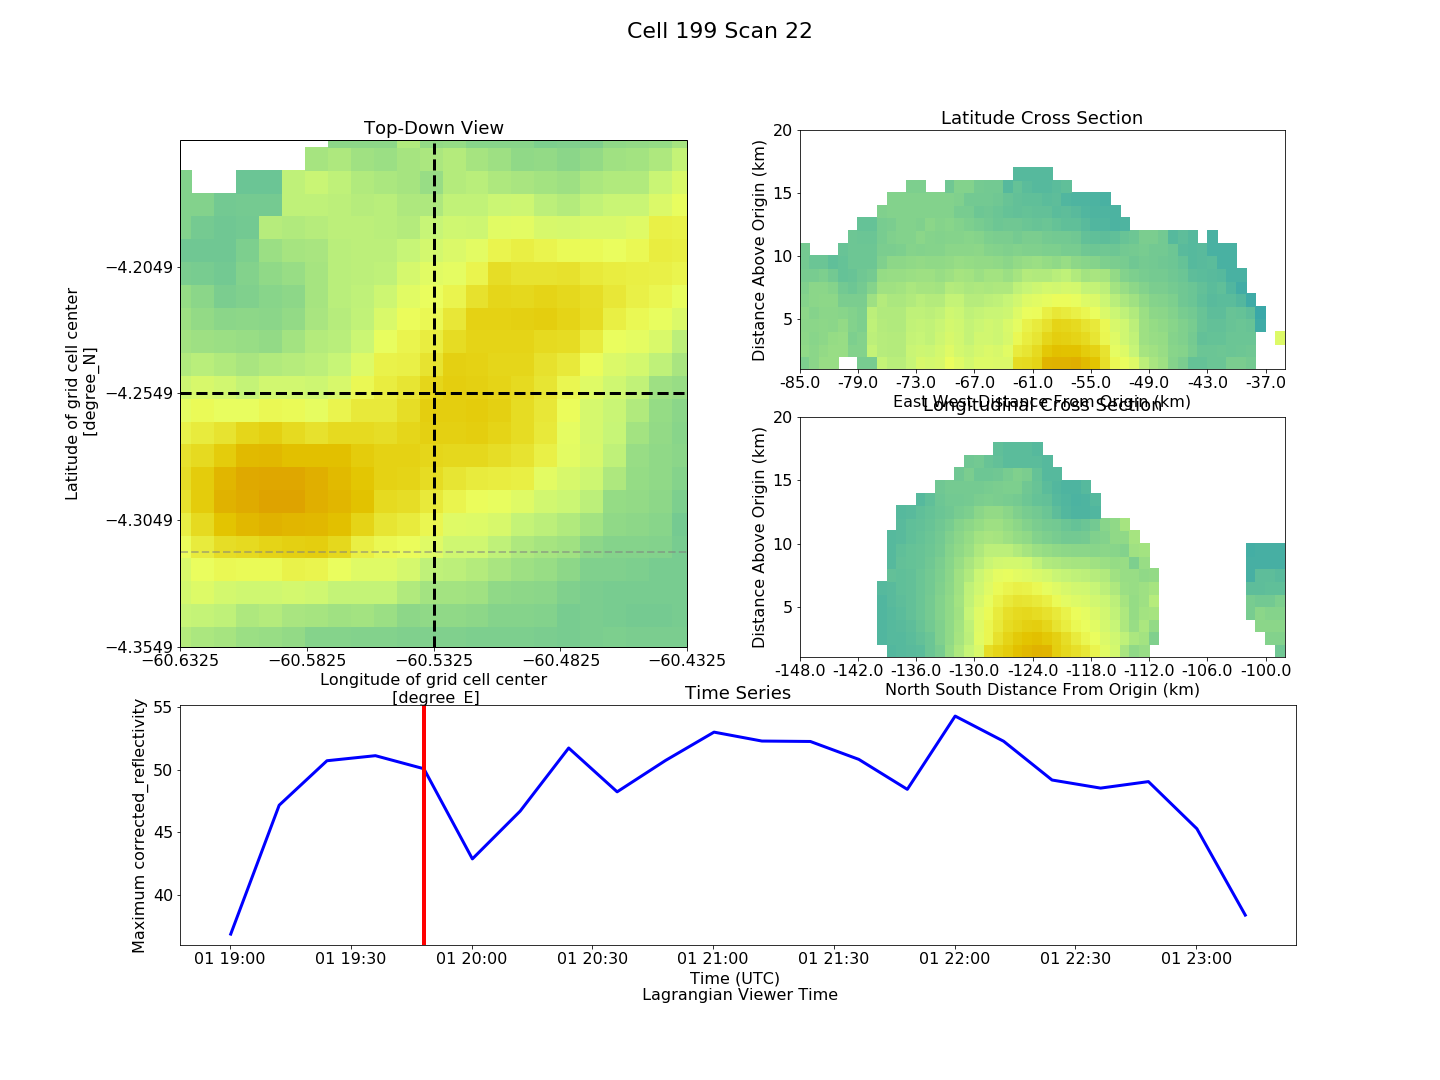 Cell 199 Scan 22
Top-Down View
Latitude of grid cell center
[degree_N]
−4.2049
−4.2549
−4.3049
−4.3549
−60.6325 −60.5825 −60.5325 −60.4825 −60.4325
Longitude of grid cell center
[degree_E]
Latitude Cross Section
Distance Above Origin (km)
20
15
10
5
-85.0 -79.0 -73.0 -67.0 -61.0 -55.0 -49.0 -43.0 -37.0
East West Distance From Origin (km)
Longitudinal Cross Section
Distance Above Origin (km)
20
15
10
5
-148.0 -142.0 -136.0 -130.0 -124.0 -118.0 -112.0 -106.0 -100.0
North South Distance From Origin (km)
Time Series
Maximum corrected_reflectivity
55
50
45
40
01 19:00 01 19:30 01 20:00 01 20:30 01 21:00 01 21:30 01 22:00 01 22:30 01 23:00
Time (UTC)
Lagrangian Viewer Time